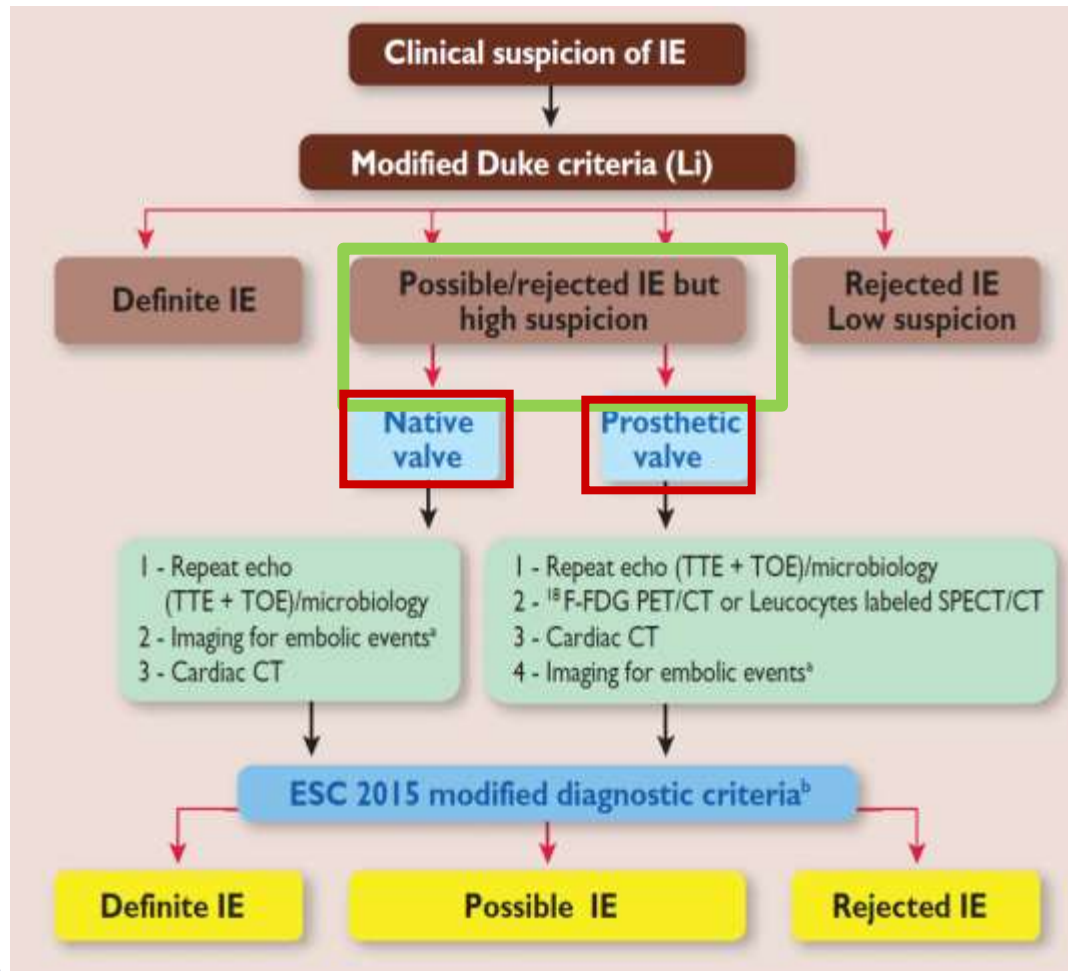 Clinical suspicion of IE
Modified Duke criteria (Li)
Definite IE
Possible/rejected IE but
high suspicion
Rejected IE
Low suspicion
Native
valve
Prosthetic
valve
1 - Repeat echo
(TTE + TOE)/microbiology
2 - Imaging for embolic eventsᵃ
3 - Cardiac CT
1 - Repeat echo (TTE + TOE)/microbiology
2 - ¹⁸F-FDG PET/CT or Leucocytes labeled SPECT/CT
3 - Cardiac CT
4 - Imaging for embolic eventsᵃ
ESC 2015 modified diagnostic criteriaᵇ
Definite IE
Possible IE
Rejected IE